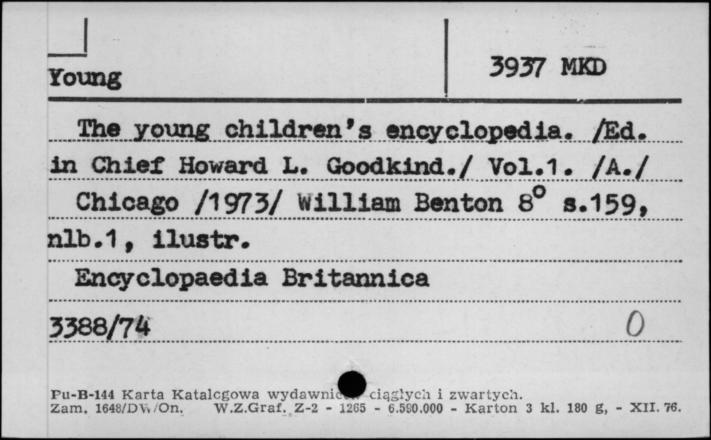 Young
3937 MKD
The young children's encyclopedia. /Ed.
in Chief Howard L. Goodkind./ Vol.1. /A./
Chicago /1973/ William Benton 8° s.159,
nlb.1, ilustr.
Encyclopaedia Britannica
3388/74
0
Pu-B-144 Karta Katalogowa ciągłych i zwartych.
Zam. 1648/DW/On. W.Z.Graf. Z-2 - 1265 - 6.590.000 - Karton 3 kl. 180 g, - XII. 76.